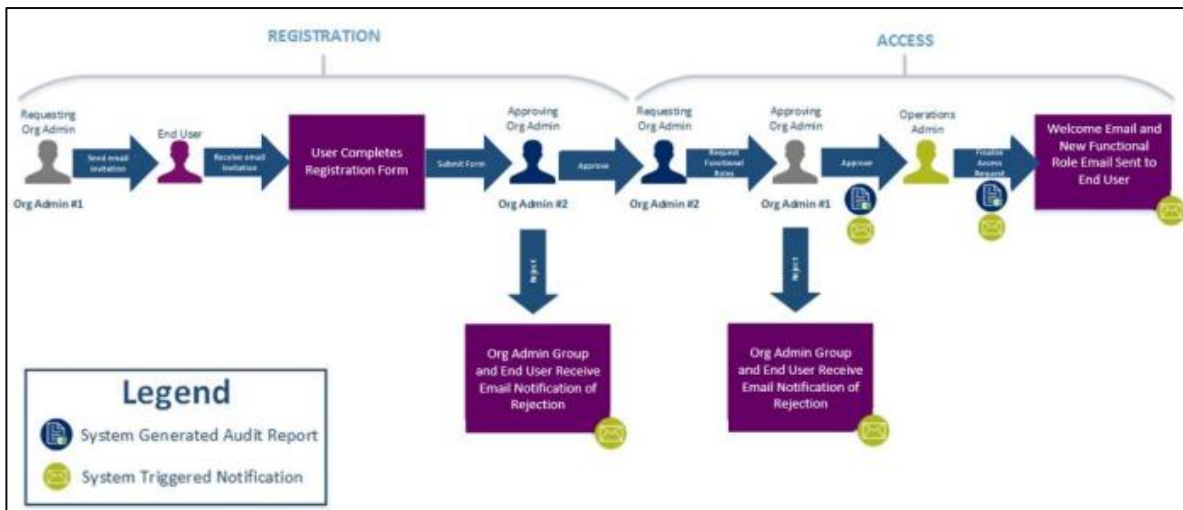 REGISTRATION
ACCESS
Requesting
Org Admin
Send email
invitation
Org Admin #1
End User
Receive email
invitation
User Completes
Registration Form
Submit Form
Approving
Org Admin
Org Admin #2
Approve
Requesting
Org Admin
Org Admin #2
Request
Functional
Roles
Approving
Org Admin
Org Admin #1
Approve
Operations
Admin
Finalize
Access
Request
Welcome Email and
New Functional
Role Email Sent to
End User
Reject
Org Admin Group
and End User Receive
Email Notification of
Rejection
Reject
Org Admin Group
and End User Receive
Email Notification of
Rejection
Legend
System Generated Audit Report
System Triggered Notification